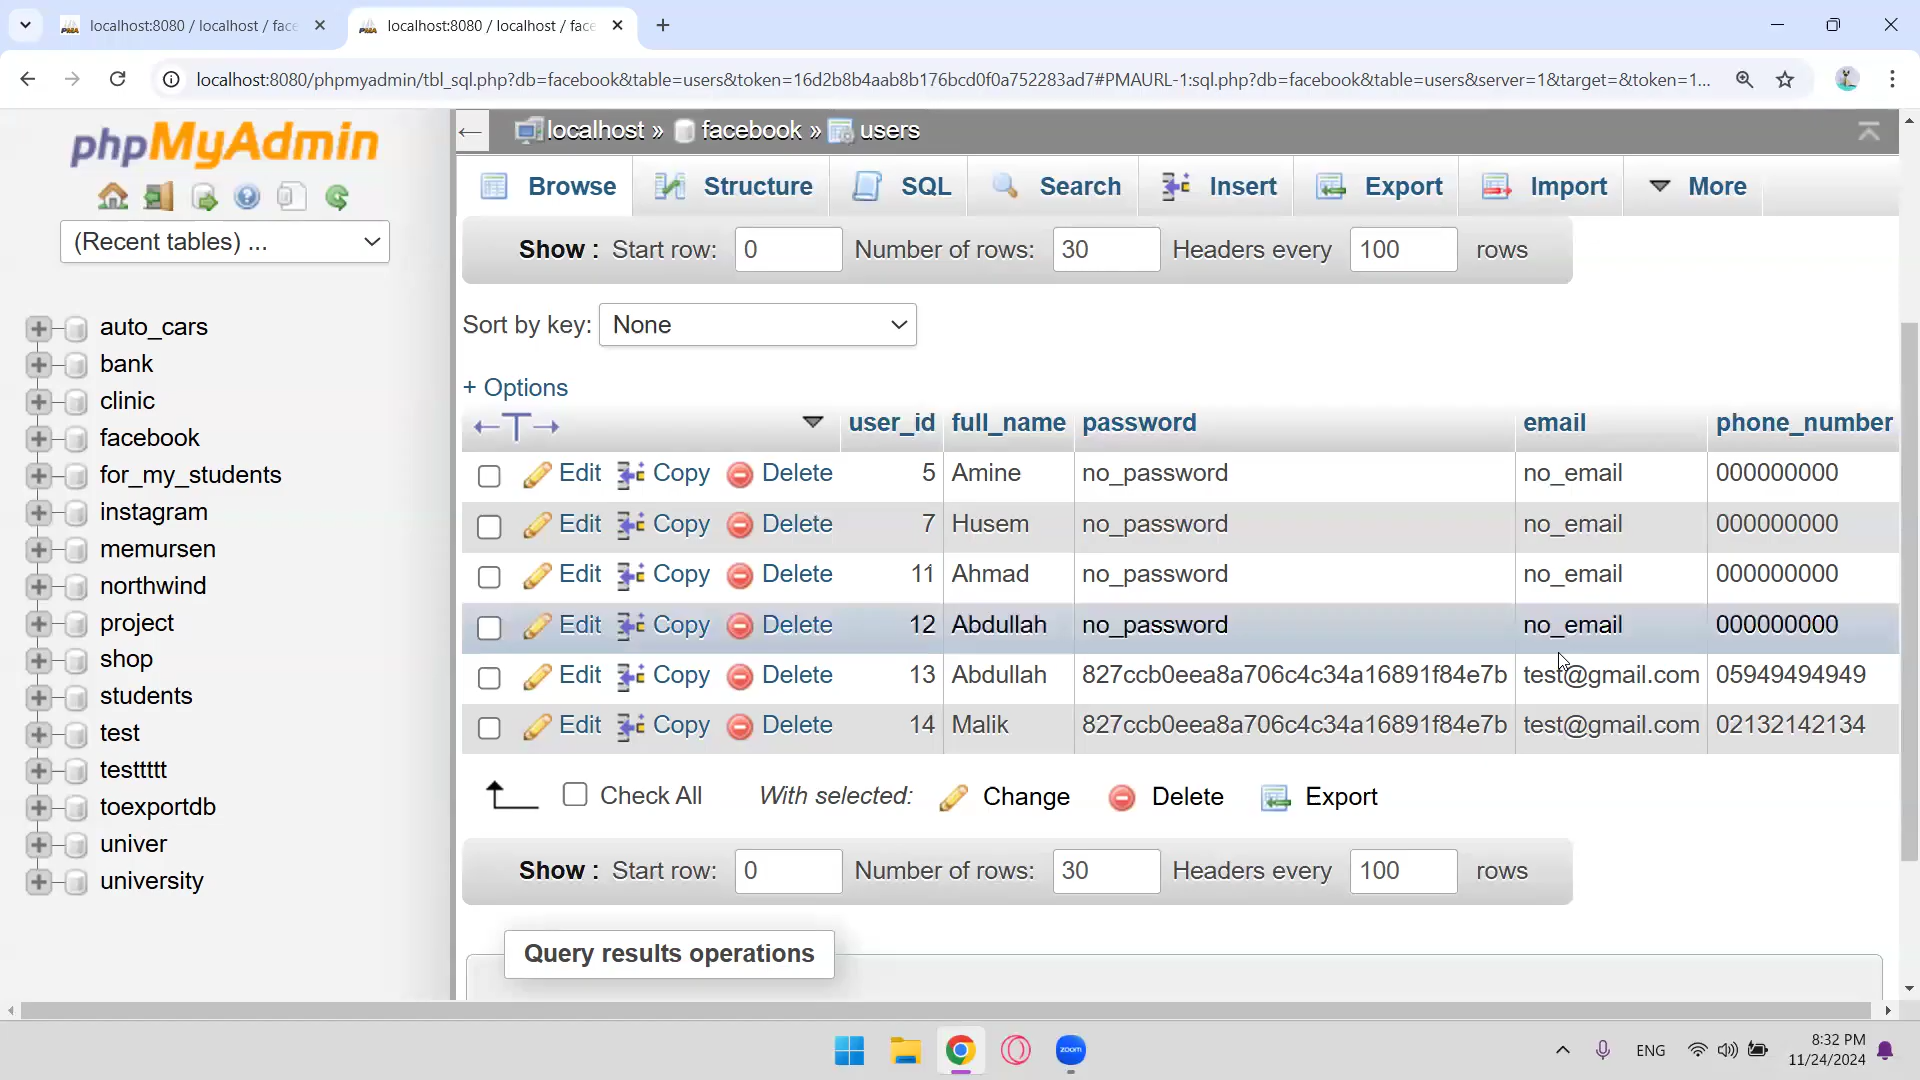 localhost:8080 / localhost / face
localhost:8080 / localhost / face
localhost:8080/phpmyadmin/tbl_sql.php?db=facebook&table=users&token=16d2b8b4aab8b176bcd0f0a752283ad7#PMAURL-1:sql.php?db=facebook&table=users&server=1&target=&token=1...
phpMyAdmin
(Recent tables) ...
auto_cars
bank
clinic
facebook
for_my_students
instagram
memursen
northwind
project
shop
students
test
testtttt
toexportdb
univer
university
localhost » facebook » users
Browse Structure SQL Search Insert Export Import More
Show : Start row: 0 Number of rows: 30 Headers every 100 rows
Sort by key: None
+ Options
user_id full_name password email phone_number
Edit Copy Delete 5 Amine no_password no_email 000000000
Edit Copy Delete 7 Husem no_password no_email 000000000
Edit Copy Delete 11 Ahmad no_password no_email 000000000
Edit Copy Delete 12 Abdullah no_password no_email 000000000
Edit Copy Delete 13 Abdullah 827ccb0eea8a706c4c34a16891f84e7b test@gmail.com 05949494949
Edit Copy Delete 14 Malik 827ccb0eea8a706c4c34a16891f84e7b test@gmail.com 02132142134
Check All With selected: Change Delete Export
Show : Start row: 0 Number of rows: 30 Headers every 100 rows
Query results operations
zoom
ENG
8:32 PM
11/24/2024